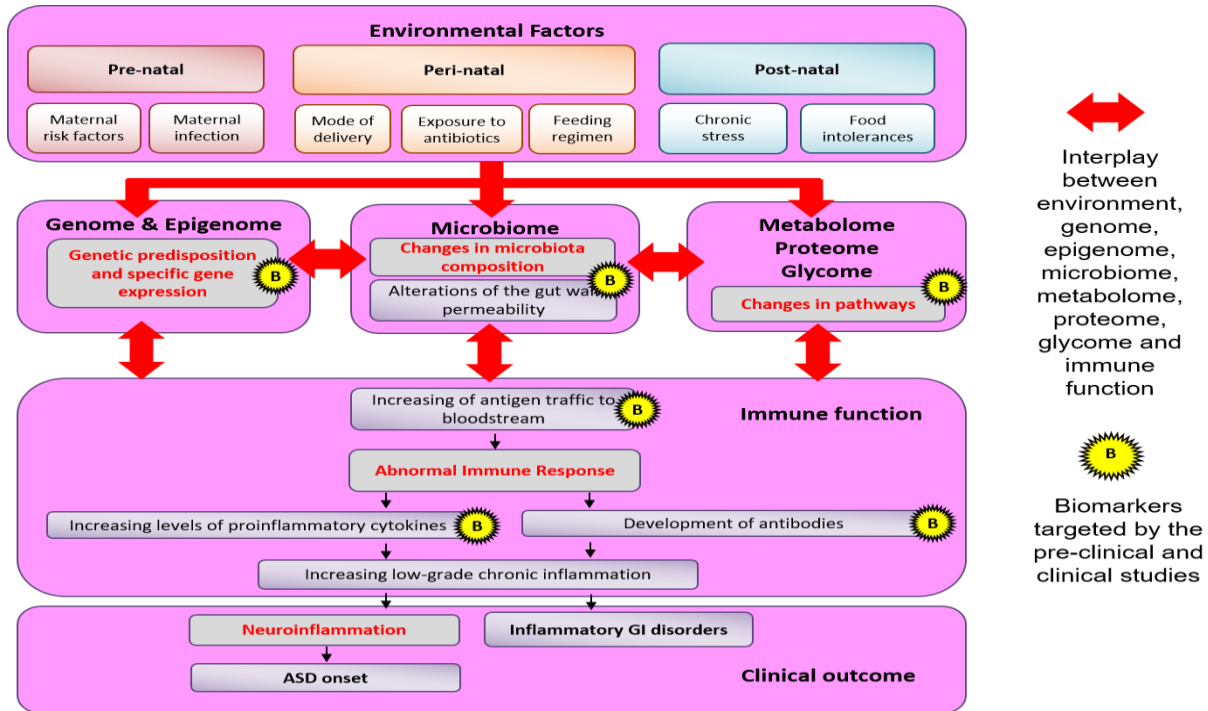 Environmental Factors
Pre-natal
Peri-natal
Post-natal
Maternal
risk factors
Maternal
infection
Mode of
delivery
Exposure to
antibiotics
Feeding
regimen
Chronic
stress
Food
intolerances
Genome & Epigenome
Genetic predisposition
and specific gene
expression
B
Microbiome
Changes in microbiota
composition
Alterations of the gut wall
permeability
B
Metabolome
Proteome
Glycome
Changes in pathways
B
Immune function
Increasing of antigen traffic to
bloodstream
B
Abnormal Immune Response
Increasing levels of proinflammatory cytokines
B
Development of antibodies
B
Increasing low-grade chronic inflammation
Neuroinflammation
Inflammatory GI disorders
ASD onset
Clinical outcome
Interplay
between
environment,
genome,
epigenome,
microbiome,
metabolome,
proteome,
glycome and
immune
function
B
Biomarkers
targeted by the
pre-clinical and
clinical studies